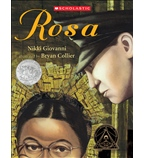 SCHOLASTIC
Rosa
Nikki Giovanni
Bryan Collier